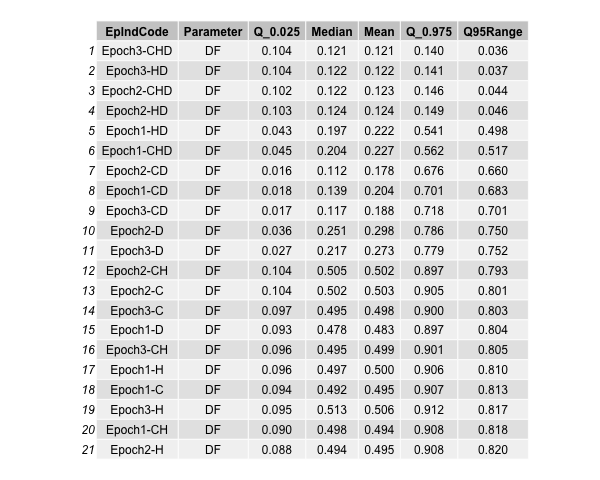 EpIndCode Parameter Q_0.025 Median Mean Q_0.975 Q95Range
1 Epoch3-CHD DF 0.104 0.121 0.121 0.140 0.036
2 Epoch3-HD DF 0.104 0.122 0.122 0.141 0.037
3 Epoch2-CHD DF 0.102 0.122 0.123 0.146 0.044
4 Epoch2-HD DF 0.103 0.124 0.124 0.149 0.046
5 Epoch1-HD DF 0.043 0.197 0.222 0.541 0.498
6 Epoch1-CHD DF 0.045 0.204 0.227 0.562 0.517
7 Epoch2-CD DF 0.016 0.112 0.178 0.676 0.660
8 Epoch1-CD DF 0.018 0.139 0.204 0.701 0.683
9 Epoch3-CD DF 0.017 0.117 0.188 0.718 0.701
10 Epoch2-D DF 0.036 0.251 0.298 0.786 0.750
11 Epoch3-D DF 0.027 0.217 0.273 0.779 0.752
12 Epoch2-CH DF 0.104 0.505 0.502 0.897 0.793
13 Epoch2-C DF 0.104 0.502 0.503 0.905 0.801
14 Epoch3-C DF 0.097 0.495 0.498 0.900 0.803
15 Epoch1-D DF 0.093 0.478 0.483 0.897 0.804
16 Epoch3-CH DF 0.096 0.495 0.499 0.901 0.805
17 Epoch1-H DF 0.096 0.497 0.500 0.906 0.810
18 Epoch1-C DF 0.094 0.492 0.495 0.907 0.813
19 Epoch3-H DF 0.095 0.513 0.506 0.912 0.817
20 Epoch1-CH DF 0.090 0.498 0.494 0.908 0.818
21 Epoch2-H DF 0.088 0.494 0.495 0.908 0.820